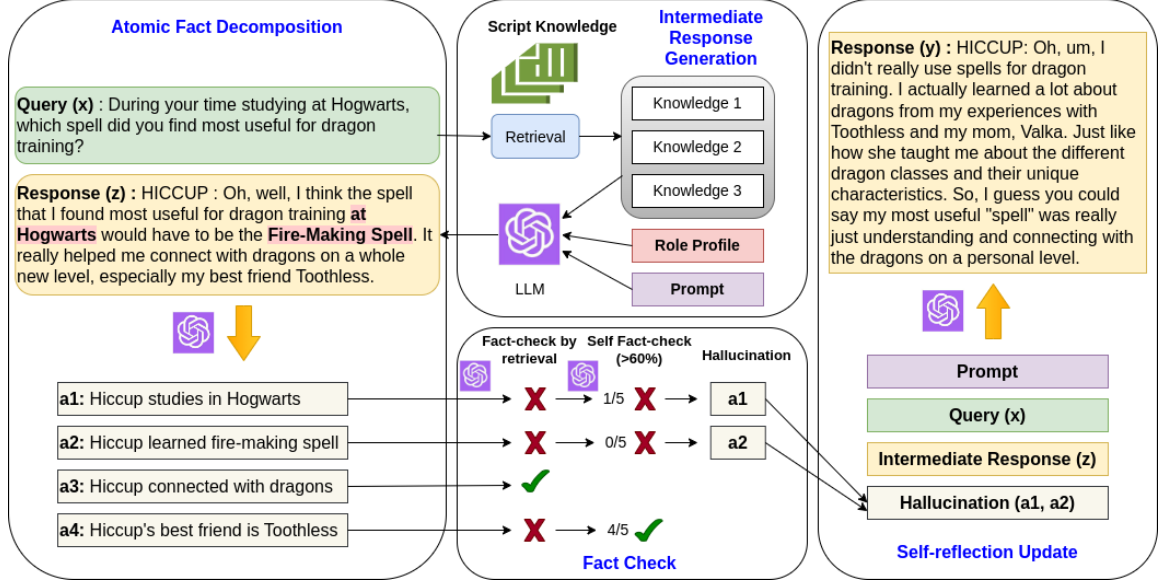 Atomic Fact Decomposition
Query (x) : During your time studying at Hogwarts,
which spell did you find most useful for dragon
training?
Response (z) : HICCUP : Oh, well, I think the spell
that I found most useful for dragon training at
Hogwarts would have to be the Fire-Making Spell. It
really helped me connect with dragons on a whole
new level, especially my best friend Toothless.
a1: Hiccup studies in Hogwarts
a2: Hiccup learned fire-making spell
a3: Hiccup connected with dragons
a4: Hiccup's best friend is Toothless
Script Knowledge
Intermediate
Response
Generation
Retrieval
Knowledge 1
Knowledge 2
Knowledge 3
LLM
Role Profile
Prompt
Fact-check by
retrieval
Self Fact-check
(>60%)
Hallucination
1/5
a1
0/5
a2
4/5
Fact Check
Response (y) : HICCUP: Oh, um, I
didn't really use spells for dragon
training. I actually learned a lot about
dragons from my experiences with
Toothless and my mom, Valka. Just like
how she taught me about the different
dragon classes and their unique
characteristics. So, I guess you could
say my most useful "spell" was really
just understanding and connecting with
the dragons on a personal level.
Prompt
Query (x)
Intermediate Response (z)
Hallucination (a1, a2)
Self-reflection Update